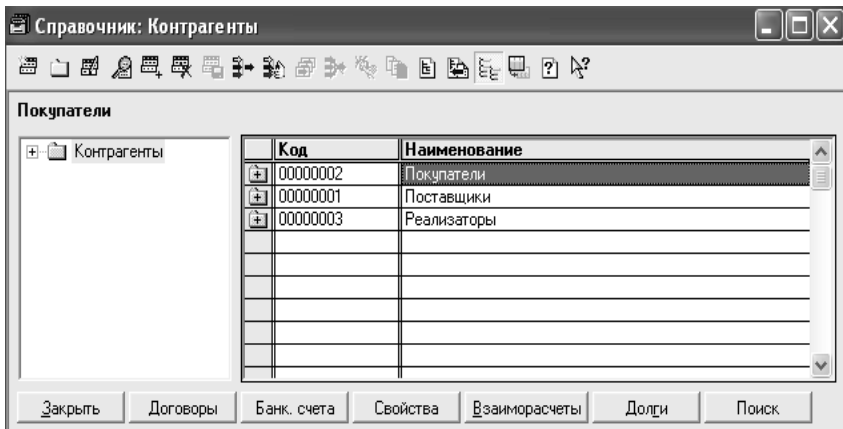 Справочник: Контрагенты
Покупатели
Контрагенты
Код Наименование
00000002 Покупатели
00000001 Поставщики
00000003 Реализаторы
Закрыть Договоры Банк. счета Свойства Взаиморасчеты Долги Поиск